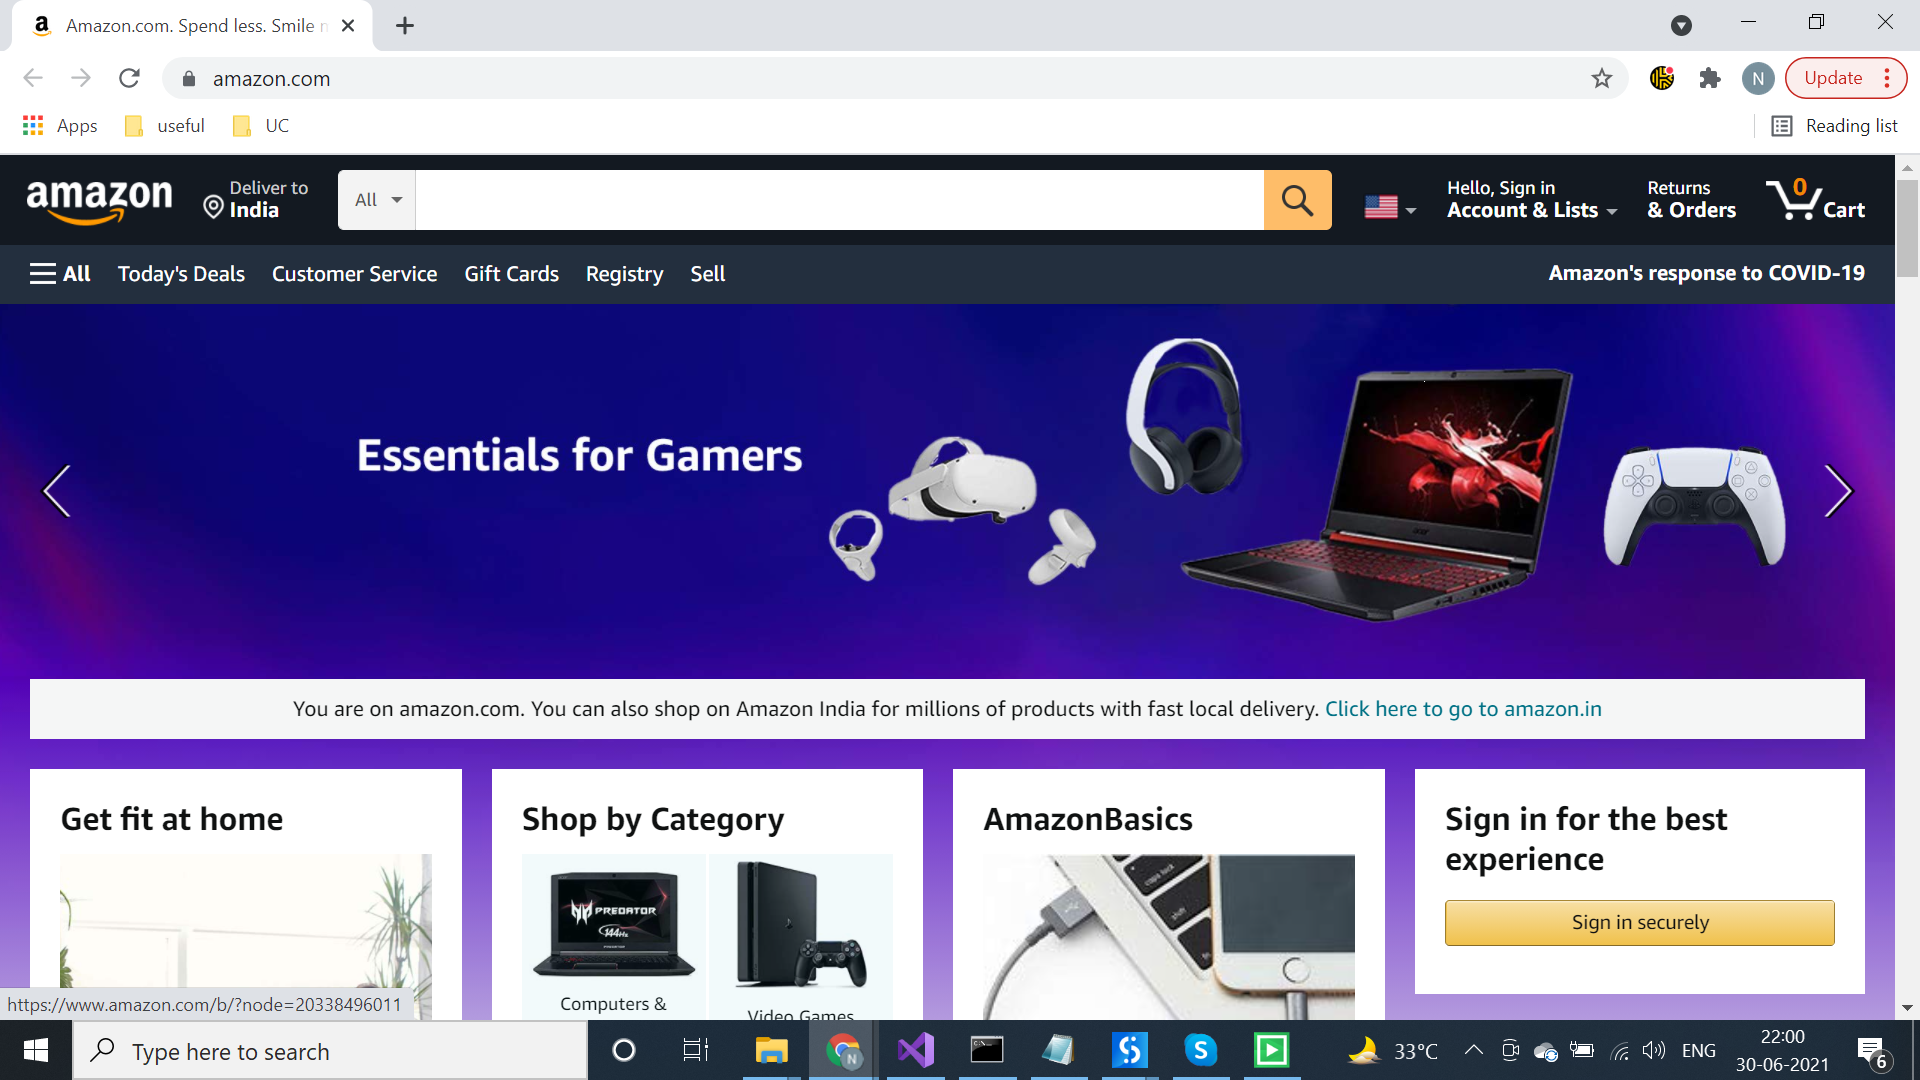 Amazon.com. Spend less. Smile
amazon.com
N
Update
Apps
useful
UC
Reading list
amazon
Deliver to
India
All
Hello, Sign in
Account & Lists
Returns
& Orders
0
Cart
All
Today's Deals
Customer Service
Gift Cards
Registry
Sell
Amazon's response to COVID-19
Essentials for Gamers
You are on amazon.com. You can also shop on Amazon India for millions of products with fast local delivery. Click here to go to amazon.in
Get fit at home
Shop by Category
AmazonBasics
Sign in for the best
experience
PREDATOR
144Hz
caps lock
shift
Sign in securely
Computers &
Video Games
https://www.amazon.com/b/?node=20338496011
Type here to search
N
33°C
ENG
22:00
30-06-2021
6